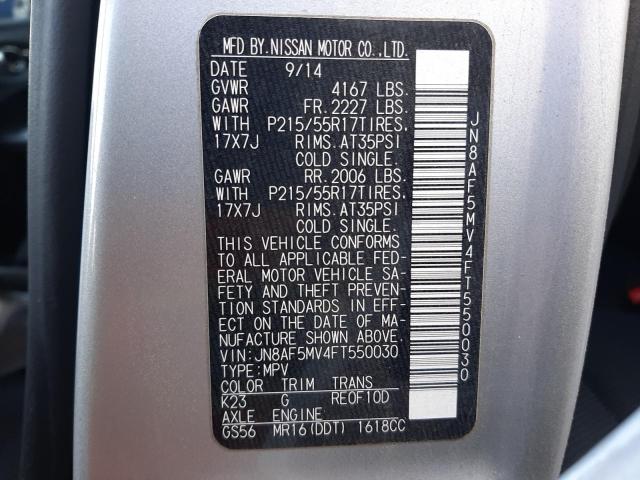 MFD BY.NISSAN MOTOR CO.,LTD.
DATE 9/14
GVWR 4167 LBS.
GAWR FR. 2227 LBS.
WITH P215/55R17TIRES.
17X7J RIMS. AT35PSI
COLD SINGLE.
GAWR RR. 2006 LBS.
WITH P215/55R17TIRES.
17X7J RIMS. AT35PSI
COLD SINGLE.
THIS VEHICLE CONFORMS
TO ALL APPLICABLE FED-
ERAL MOTOR VEHICLE SA-
FETY AND THEFT PREVEN-
TION STANDARDS IN EFF-
ECT ON THE DATE OF MA-
NUFACTURE SHOWN ABOVE.
VIN:JN8AF5MV4FT550030
TYPE:MPV
COLOR TRIM TRANS
K23 G REOF10D
AXLE ENGINE
GS56 MR16(DDT) 1618CC
JN8AF5MV4FT550030